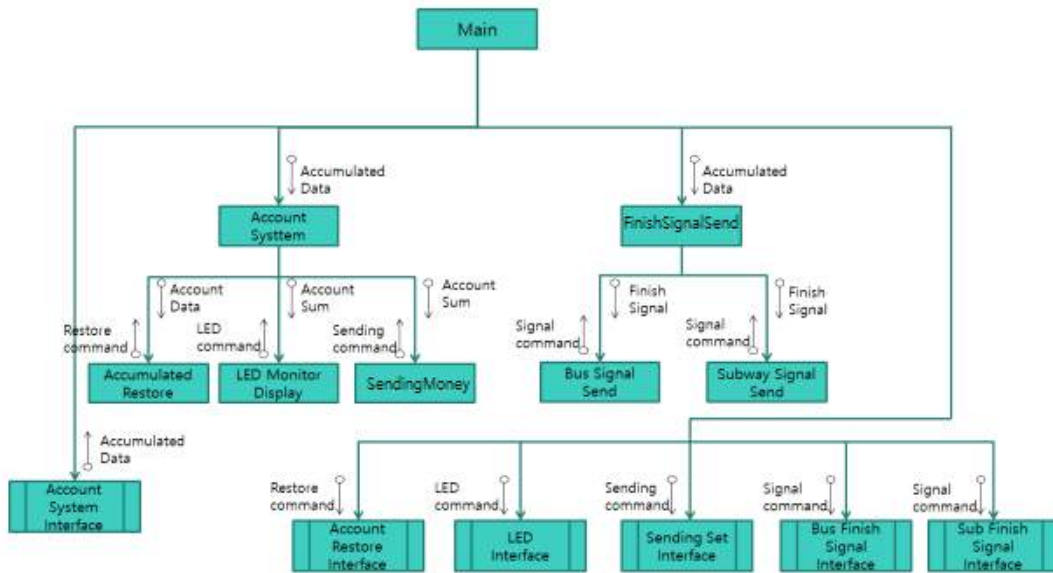 Main
Accumulated
Data
Accumulated
Data
Account
Systtem
FinishSignalSend
Account
Data
Account
Sum
Account
Sum
Finish
Signal
Finish
Signal
Restore
command
LED
command
Sending
command
Signal
command
Signal
command
Accumulated
Restore
LED Monitor
Display
SendingMoney
Bus Signal
Send
Subway Signal
Send
Accumulated
Data
Account
System
Interface
Restore
command
LED
command
Sending
command
Signal
command
Signal
command
Account
Restore
Interface
LED
Interface
Sending Set
Interface
Bus Finish
Signal
Interface
Sub Finish
Signal
Interface